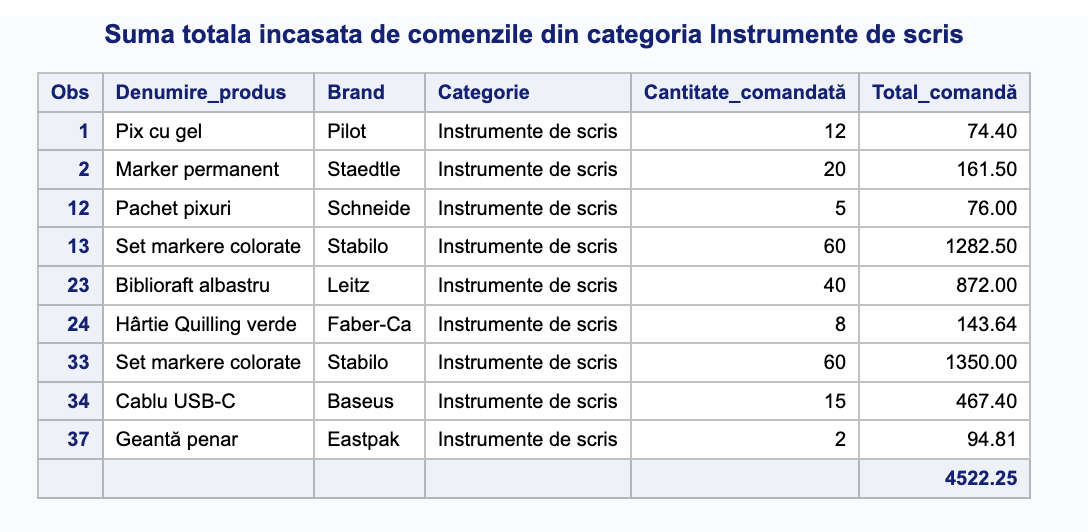 Suma totala incasata de comenzile din categoria Instrumente de scris
Obs Denumire_produs Brand Categorie Cantitate_comandată Total_comandă
1 Pix cu gel Pilot Instrumente de scris 12 74.40
2 Marker permanent Staedtle Instrumente de scris 20 161.50
12 Pachet pixuri Schneide Instrumente de scris 5 76.00
13 Set markere colorate Stabilo Instrumente de scris 60 1282.50
23 Biblioraft albastru Leitz Instrumente de scris 40 872.00
24 Hârtie Quilling verde Faber-Ca Instrumente de scris 8 143.64
33 Set markere colorate Stabilo Instrumente de scris 60 1350.00
34 Cablu USB-C Baseus Instrumente de scris 15 467.40
37 Geantă penar Eastpak Instrumente de scris 2 94.81
4522.25